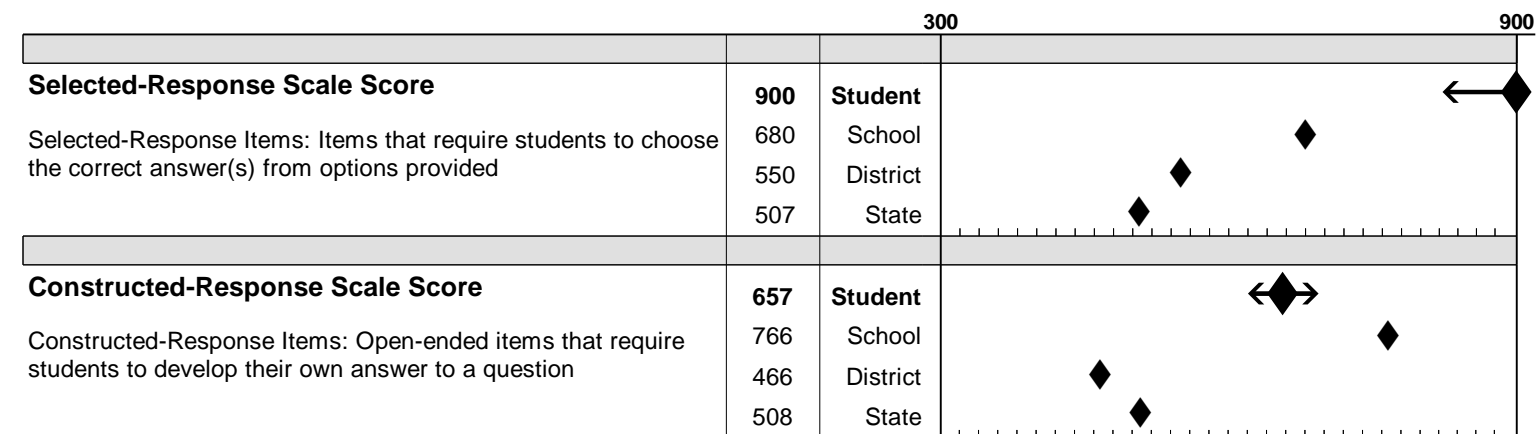 300 900
Selected-Response Scale Score
900 Student
Selected-Response Items: Items that require students to choose
the correct answer(s) from options provided
680 School
550 District
507 State
Constructed-Response Scale Score
657 Student
Constructed-Response Items: Open-ended items that require
students to develop their own answer to a question
766 School
466 District
508 State